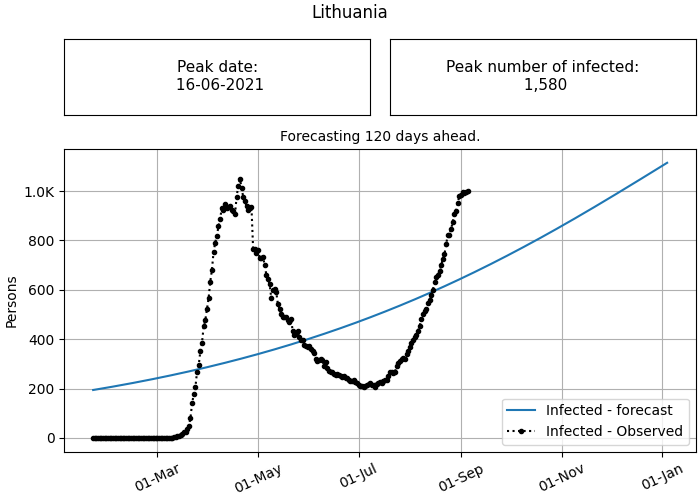 Lithuania
Peak date:
16-06-2021
Peak number of infected:
1,580
Forecasting 120 days ahead.
Persons
1.0K
800
600
400
200
0
Infected - forecast
Infected - Observed
01-Mar
01-May
01-Jul
01-Sep
01-Nov
01-Jan